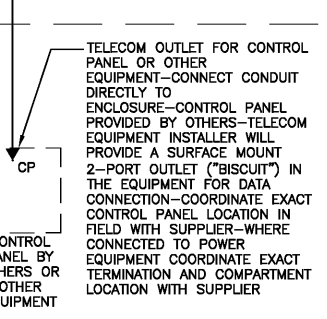 TELECOM OUTLET FOR CONTROL
PANEL OR OTHER
EQUIPMENT-CONNECT CONDUIT
DIRECTLY TO
ENCLOSURE-CONTROL PANEL
PROVIDED BY OTHERS-TELECOM
EQUIPMENT INSTALLER WILL
PROVIDE A SURFACE MOUNT
2-PORT OUTLET ("BISCUIT") IN
THE EQUIPMENT FOR DATA
CONNECTION-COORDINATE EXACT
CONTROL PANEL LOCATION IN
FIELD WITH SUPPLIER-WHERE
CONNECTED TO POWER
EQUIPMENT COORDINATE EXACT
TERMINATION AND COMPARTMENT
LOCATION WITH SUPPLIER
CP
ONTROL
ANEL BY
HERS OR
OTHER
UIPMENT